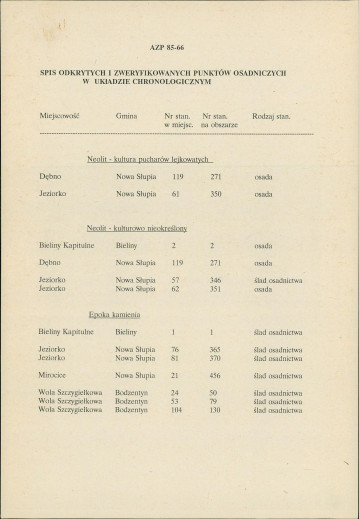 AZP 85-66
SPIS ODKRYTYCH I ZWERYFIKOWANYCH PUNKTÓW OSADNICZYCH
W UKŁADZIE CHRONOLOGICZNYM
Miejscowość Gmina Nr stan. Nr stan. Rodzaj stan.
w miejsc. na obszarze
Neolit - kultura pucharów lejkowatych
Dębno Nowa Słupia 119 271 osada
Jeziorko Nowa Słupia 61 350 osada
Neolit - kulturowo nieokreślony
Bieliny Kapitulne Bieliny 2 2 osada
Dębno Nowa Słupia 119 271 osada
Jeziorko Nowa Słupia 57 346 ślad osadnictwa
Jeziorko Nowa Słupia 62 351 osada
Epoka kamienia
Bieliny Kapitulne Bieliny 1 1 ślad osadnictwa
Jeziorko Nowa Słupia 76 365 ślad osadnictwa
Jeziorko Nowa Słupia 81 370 ślad osadnictwa
Mirocice Nowa Słupia 21 456 ślad osadnictwa
Wola Szczygiełkowa Bodzentyn 24 50 ślad osadnictwa
Wola Szczygiełkowa Bodzentyn 53 79 ślad osadnictwa
Wola Szczygiełkowa Bodzentyn 104 130 ślad osadnictwa